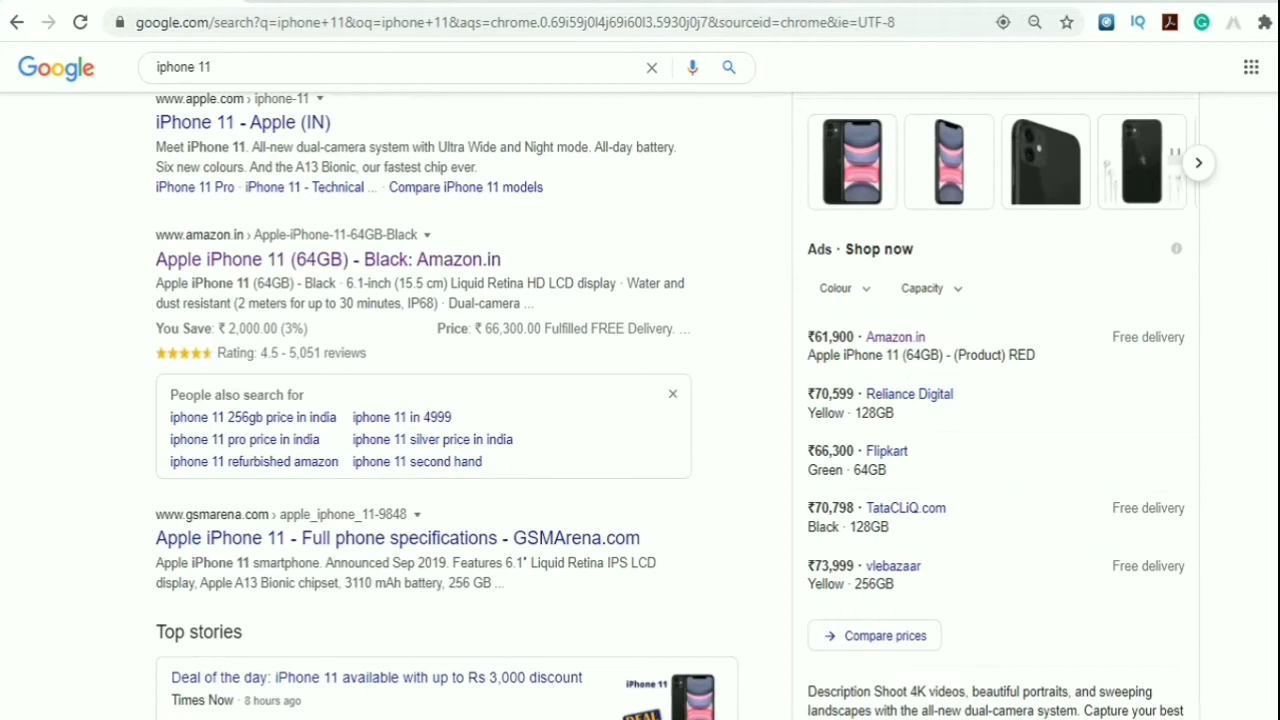 google.com/search?q=iphone+11&oq=iphone+11&aqs=chrome.0.69i59j0l4j69i60l3.5930j0j7&sourceid=chrome&ie=UTF-8
IQ
Google
iphone 11
www.apple.com › iphone-11
iPhone 11 - Apple (IN)
Meet iPhone 11. All-new dual-camera system with Ultra Wide and Night mode. All-day battery.
Six new colours. And the A13 Bionic, our fastest chip ever.
iPhone 11 Pro · iPhone 11 - Technical ... · Compare iPhone 11 models
www.amazon.in › Apple-iPhone-11-64GB-Black
Apple iPhone 11 (64GB) - Black: Amazon.in
Apple iPhone 11 (64GB) - Black · 6.1-inch (15.5 cm) Liquid Retina HD LCD display · Water and
dust resistant (2 meters for up to 30 minutes, IP68) · Dual-camera ...
You Save: ₹ 2,000.00 (3%)
Price: ₹ 66,300.00 Fulfilled FREE Delivery. ...
Rating: 4.5 - 5,051 reviews
People also search for
iphone 11 256gb price in india
iphone 11 in 4999
iphone 11 pro price in india
iphone 11 silver price in india
iphone 11 refurbished amazon
iphone 11 second hand
www.gsmarena.com › apple_iphone_11-9848
Apple iPhone 11 - Full phone specifications - GSMArena.com
Apple iPhone 11 smartphone. Announced Sep 2019. Features 6.1″ Liquid Retina IPS LCD
display, Apple A13 Bionic chipset, 3110 mAh battery, 256 GB ...
Top stories
Deal of the day: iPhone 11 available with up to Rs 3,000 discount
Times Now · 8 hours ago
iPhone 11
DEAL
Ads · Shop now
Colour
Capacity
₹61,900 · Amazon.in
Free delivery
Apple iPhone 11 (64GB) - (Product) RED
₹70,599 · Reliance Digital
Yellow · 128GB
₹66,300 · Flipkart
Green · 64GB
₹70,798 · TataCLiQ.com
Free delivery
Black · 128GB
₹73,999 · vlebazaar
Free delivery
Yellow · 256GB
Compare prices
Description Shoot 4K videos, beautiful portraits, and sweeping
landscapes with the all-new dual-camera system. Capture your best